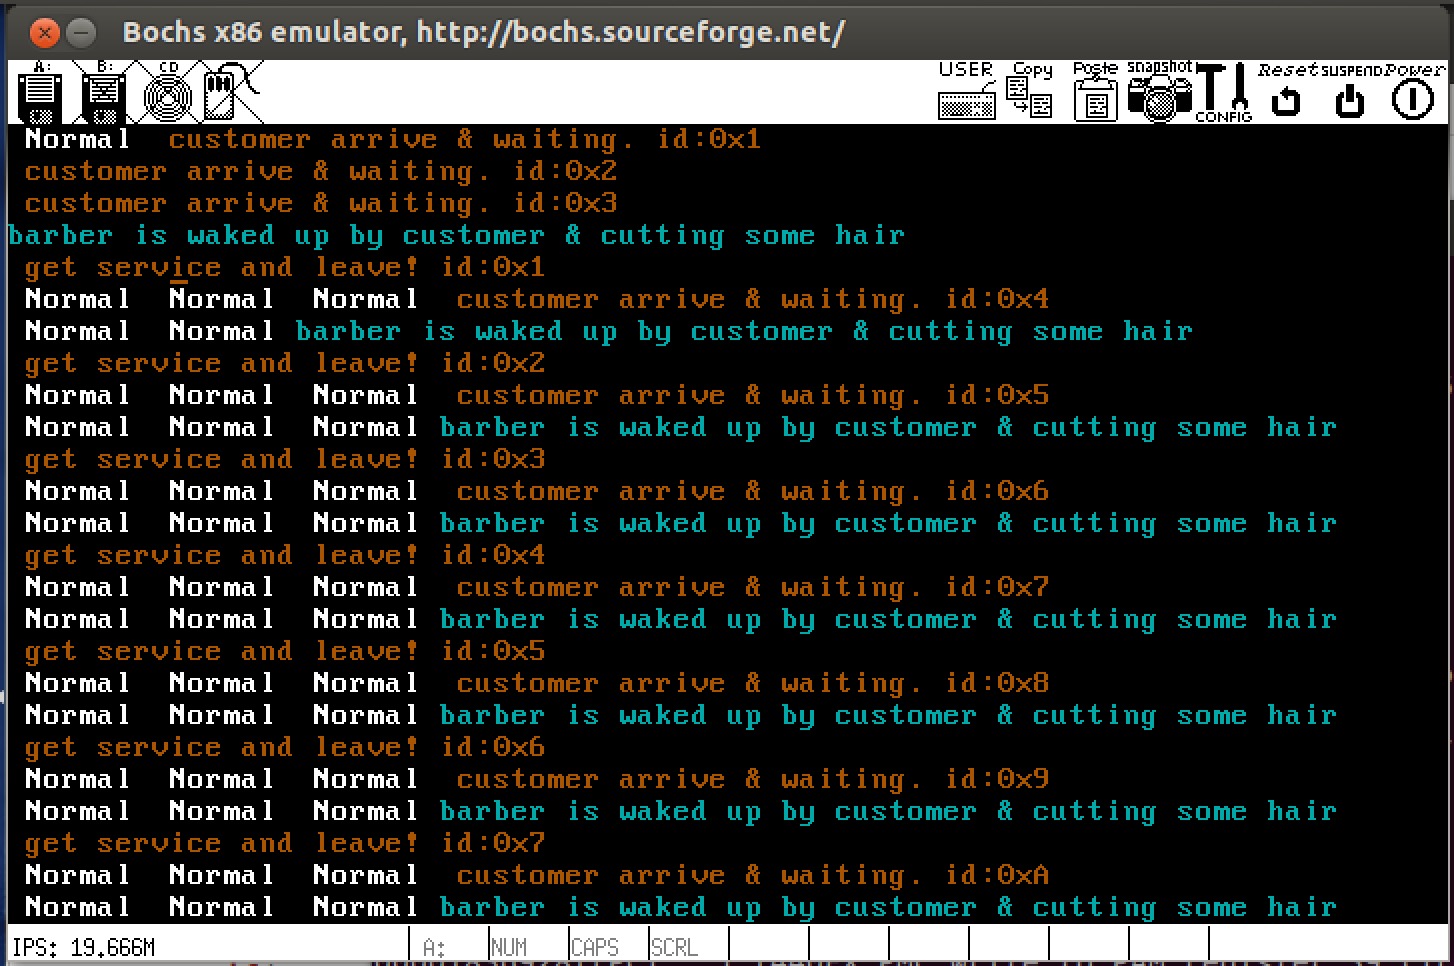 Bochs x86 emulator, http://bochs.sourceforge.net/
A: B: CD USER Copy Paste snapshot CONFIG Reset SUSPEND Power
Normal customer arrive & waiting. id:0x1
customer arrive & waiting. id:0x2
customer arrive & waiting. id:0x3
barber is waked up by customer & cutting some hair
get service and leave! id:0x1
Normal Normal Normal customer arrive & waiting. id:0x4
Normal Normal barber is waked up by customer & cutting some hair
get service and leave! id:0x2
Normal Normal Normal customer arrive & waiting. id:0x5
Normal Normal Normal barber is waked up by customer & cutting some hair
get service and leave! id:0x3
Normal Normal Normal customer arrive & waiting. id:0x6
Normal Normal Normal barber is waked up by customer & cutting some hair
get service and leave! id:0x4
Normal Normal Normal customer arrive & waiting. id:0x7
Normal Normal Normal barber is waked up by customer & cutting some hair
get service and leave! id:0x5
Normal Normal Normal customer arrive & waiting. id:0x8
Normal Normal Normal barber is waked up by customer & cutting some hair
get service and leave! id:0x6
Normal Normal Normal customer arrive & waiting. id:0x9
Normal Normal Normal barber is waked up by customer & cutting some hair
get service and leave! id:0x7
Normal Normal Normal customer arrive & waiting. id:0xA
Normal Normal Normal barber is waked up by customer & cutting some hair
IPS: 19.666M A: NUM CAPS SCRL